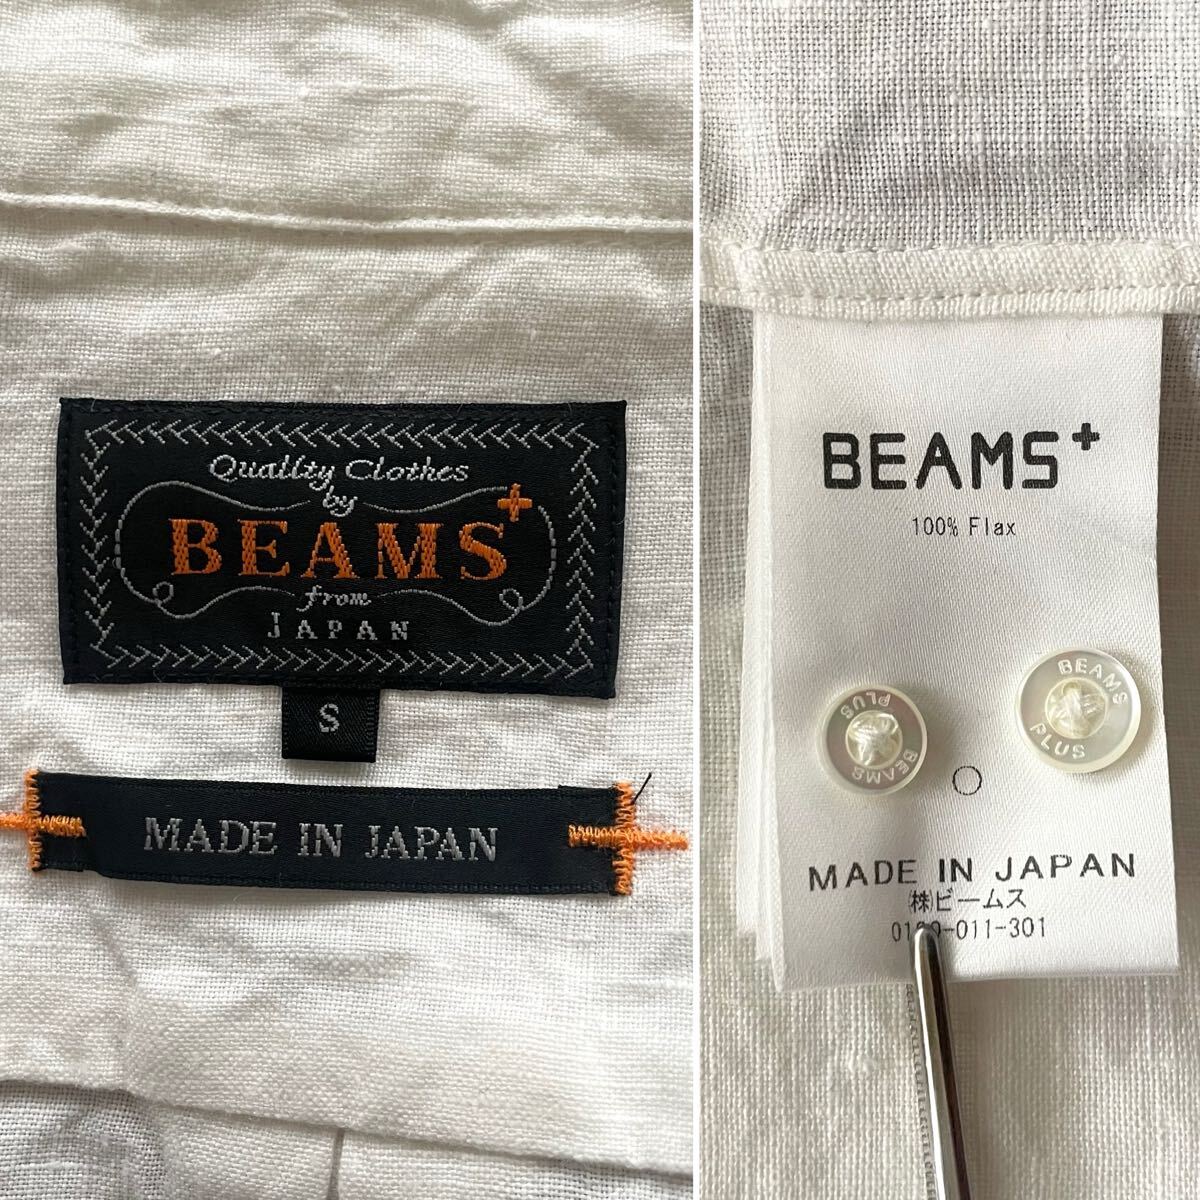 Quality Clothes
by
BEAMS+
from
JAPAN
S
MADE IN JAPAN
BEAMS+
100% Flax
BEAMS
PLUS
BEAMS
PLUS
MADE IN JAPAN
㈱ビームス
0120-011-301